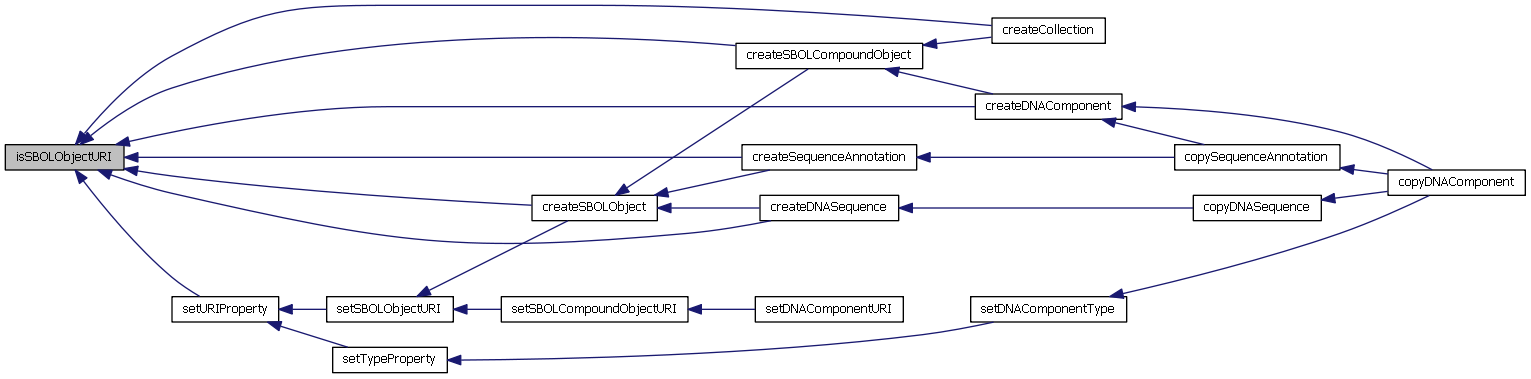 createCollection
createSBOLCompoundObject
createDNAComponent
isSBOLObjectURI
createSequenceAnnotation
copySequenceAnnotation
copyDNAComponent
createSBOLObject
createDNASequence
copyDNASequence
setURIProperty
setSBOLObjectURI
setSBOLCompoundObjectURI
setDNAComponentURI
setDNAComponentType
setTypeProperty